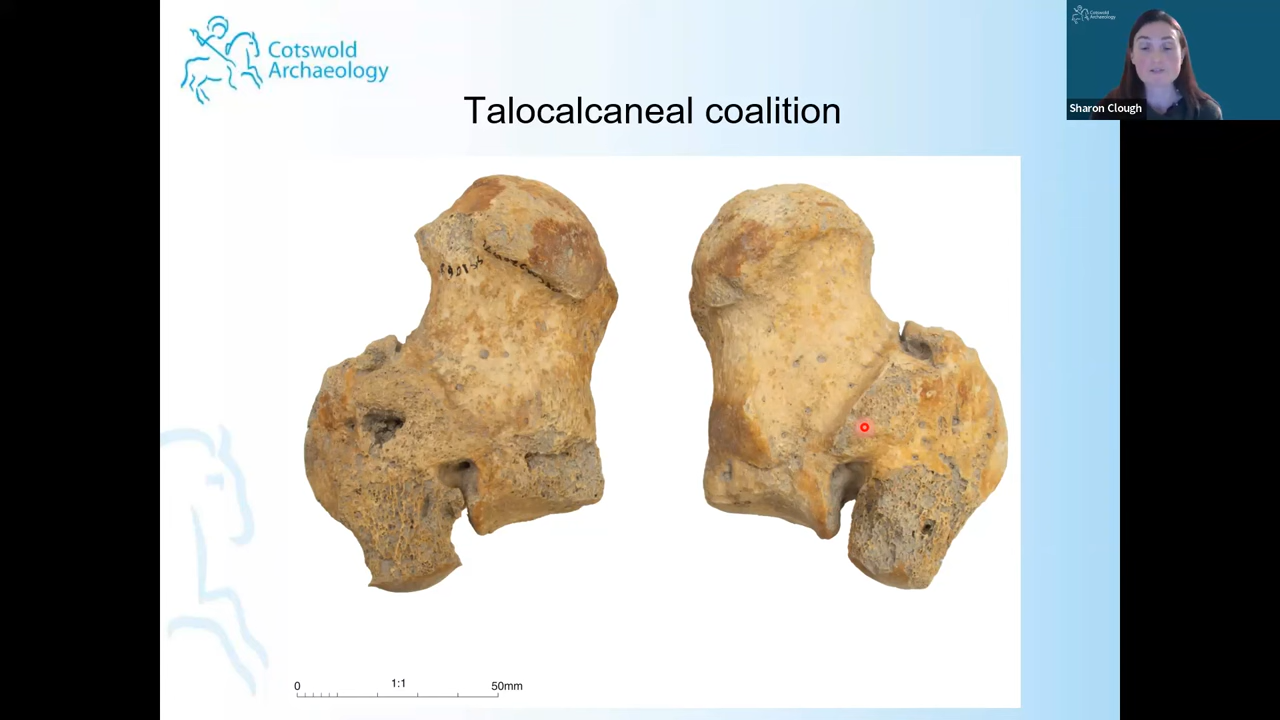 Cotswold
Archaeology
Talocalcaneal coalition
Cotswold
Archaeology
Sharon Clough
0
1:1
50mm